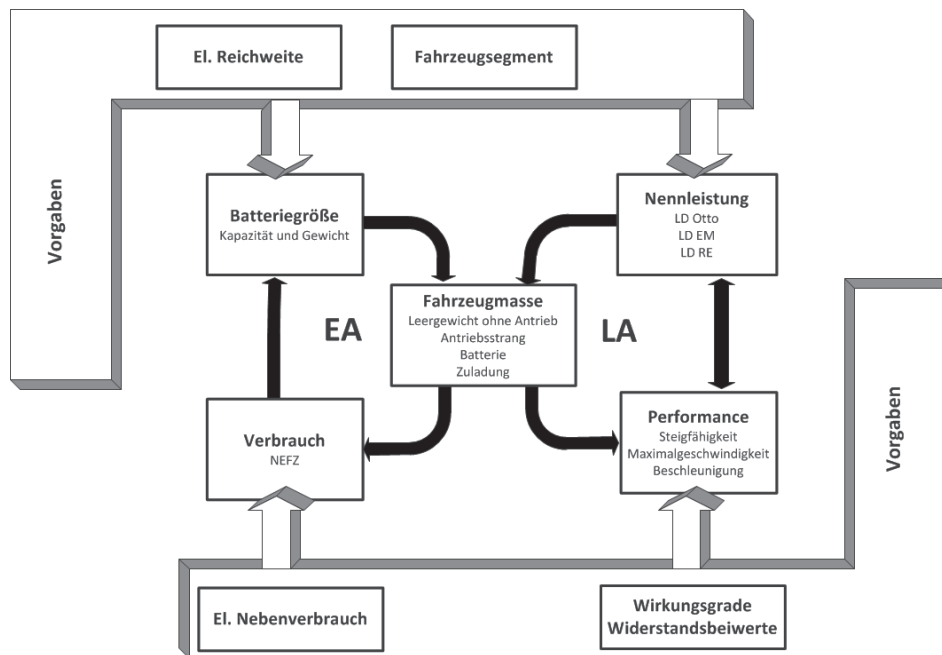 El. Reichweite
Fahrzeugsegment
Vorgaben
Batteriegröße
Kapazität und Gewicht
Nennleistung
LD Otto
LD EM
LD RE
EA
Fahrzeugmasse
Leergewicht ohne Antrieb
Antriebsstrang
Batterie
Zuladung
LA
Verbrauch
NEFZ
Performance
Steigfähigkeit
Maximalgeschwindigkeit
Beschleunigung
Vorgaben
El. Nebenverbrauch
Wirkungsgrade
Widerstandsbeiwerte